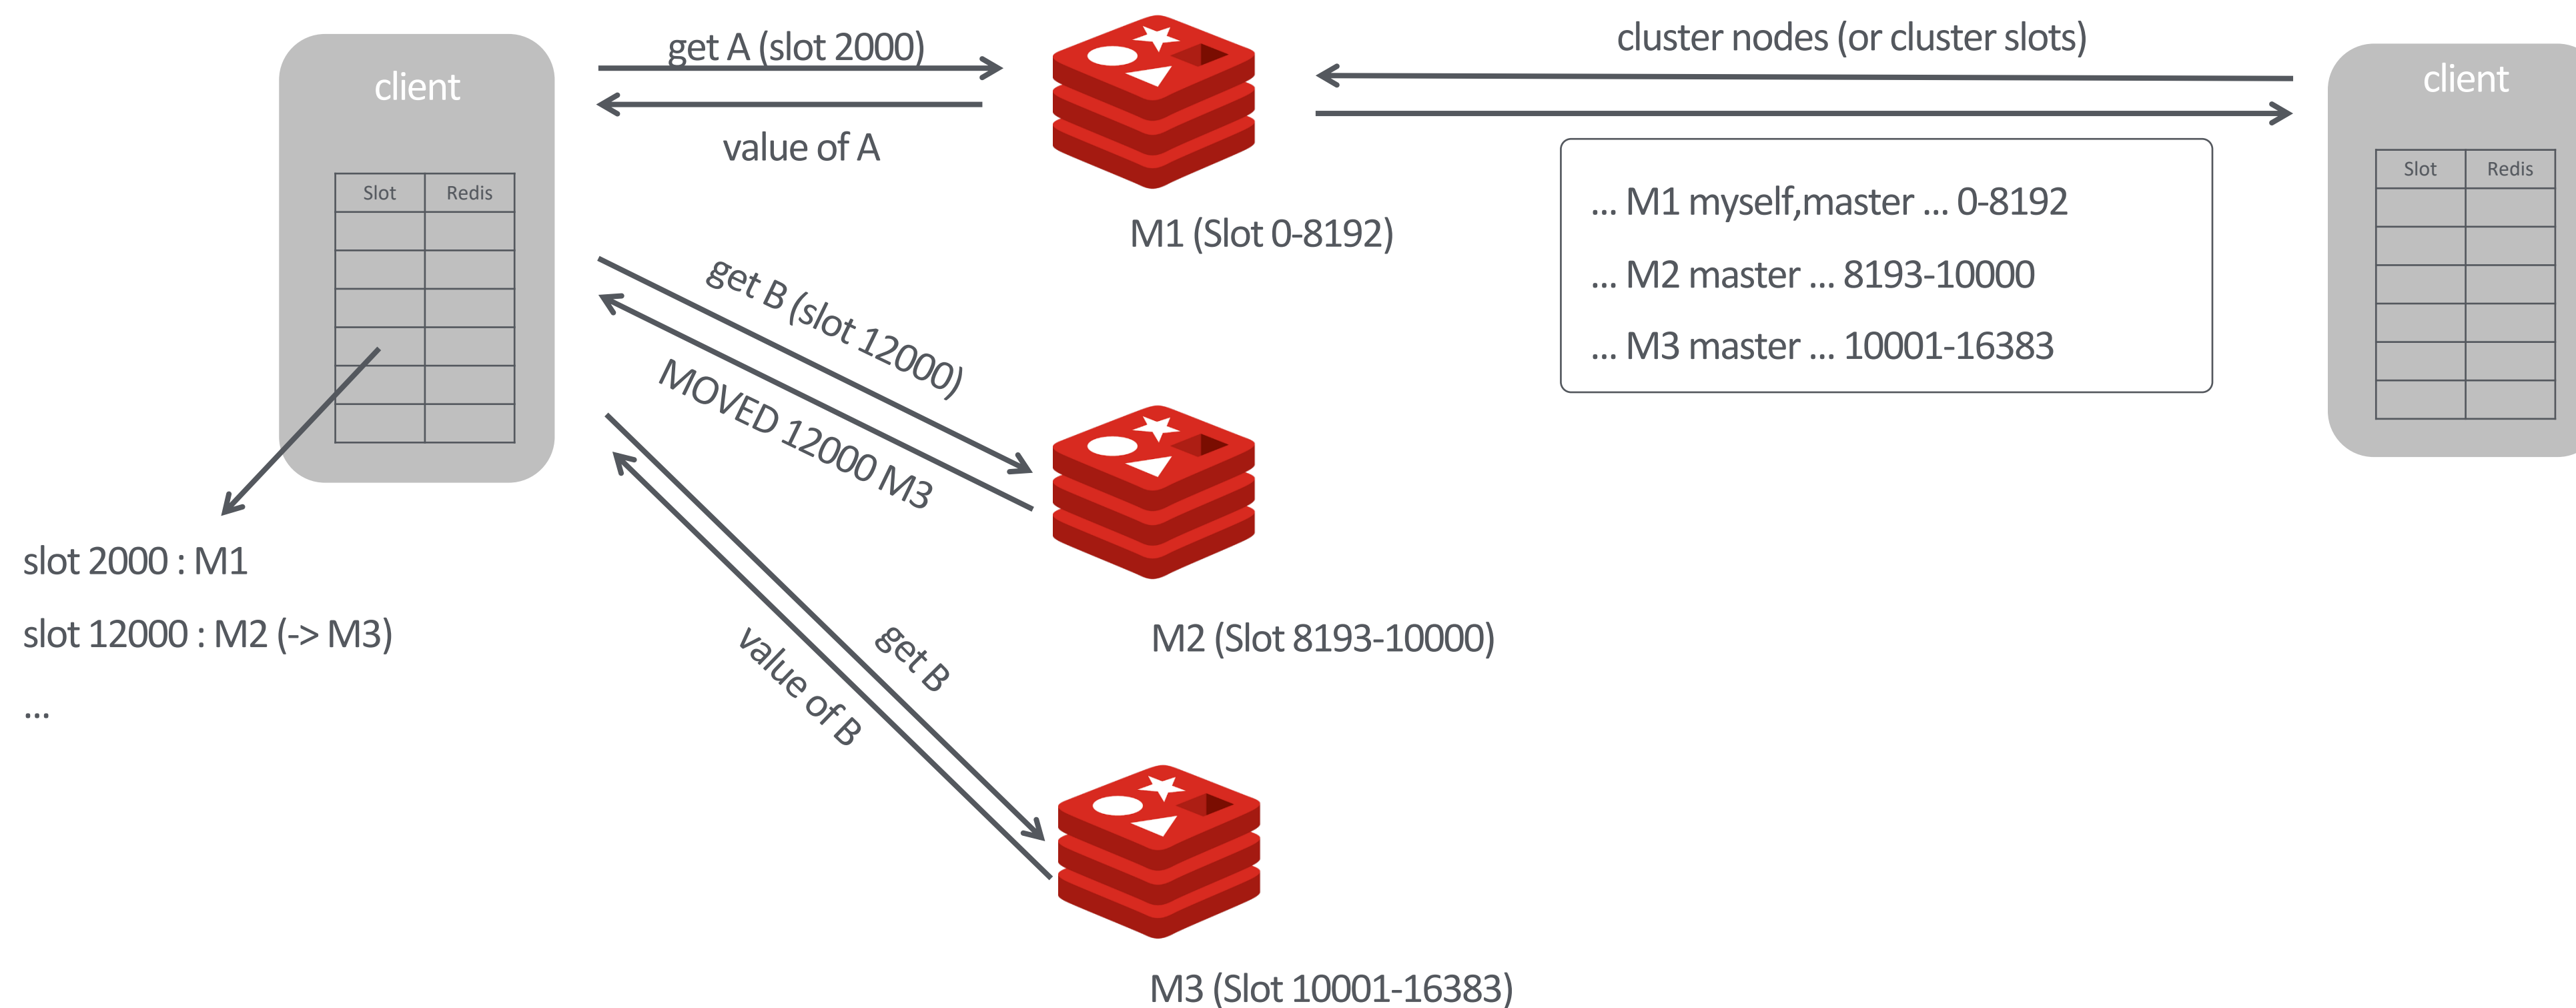 client
Slot Redis
get A (slot 2000)
value of A
M1 (Slot 0-8192)
cluster nodes (or cluster slots)
... M1 myself,master ... 0-8192
... M2 master ... 8193-10000
... M3 master ... 10001-16383
client
Slot Redis
get B (slot 12000)
MOVED 12000 M3
M2 (Slot 8193-10000)
slot 2000 : M1
slot 12000 : M2 (-> M3)
...
get B
value of B
M3 (Slot 10001-16383)